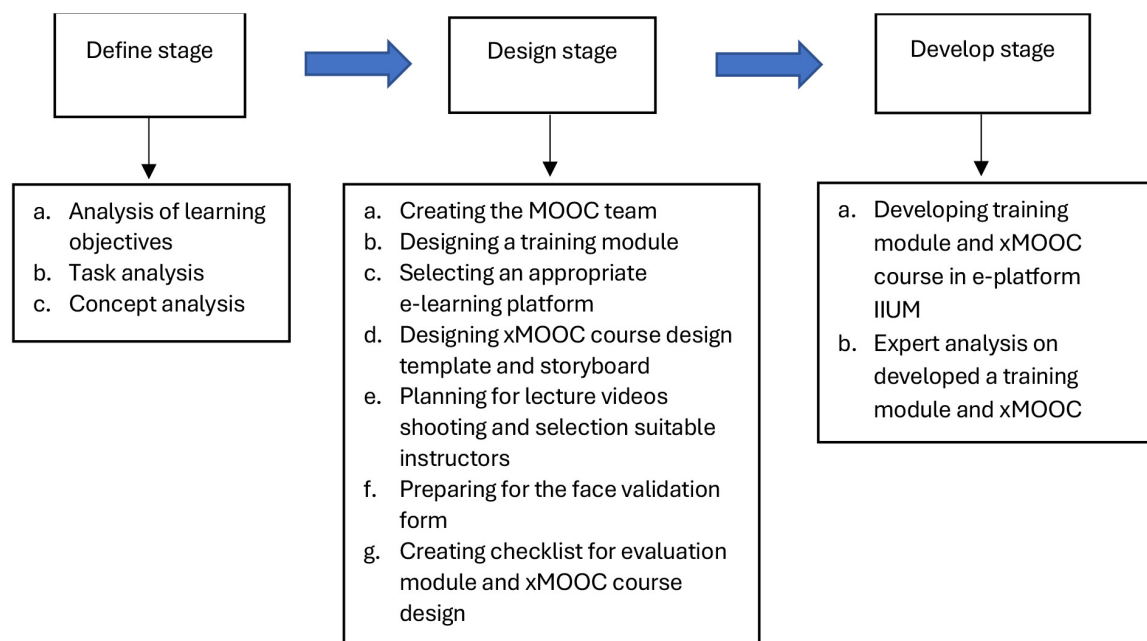 Define stage
Design stage
Develop stage
a. Analysis of learning
objectives
b. Task analysis
c. Concept analysis
a. Creating the MOOC team
b. Designing a training module
c. Selecting an appropriate
e-learning platform
d. Designing xMOOC course design
template and storyboard
e. Planning for lecture videos
shooting and selection suitable
instructors
f. Preparing for the face validation
form
g. Creating checklist for evaluation
module and xMOOC course
design
a. Developing training
module and xMOOC
course in e-platform
IIUM
b. Expert analysis on
developed a training
module and xMOOC